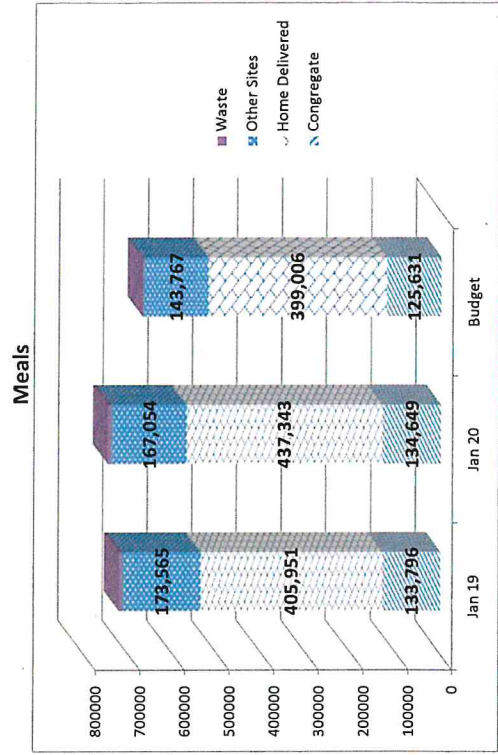 Meals
800000
700000
600000
500000
400000
300000
200000
100000
0
173,565
405,951
133,796
167,054
437,343
134,649
143,767
399,006
125,631
Jan 19
Jan 20
Budget
Waste
Other Sites
Home Delivered
Congregate